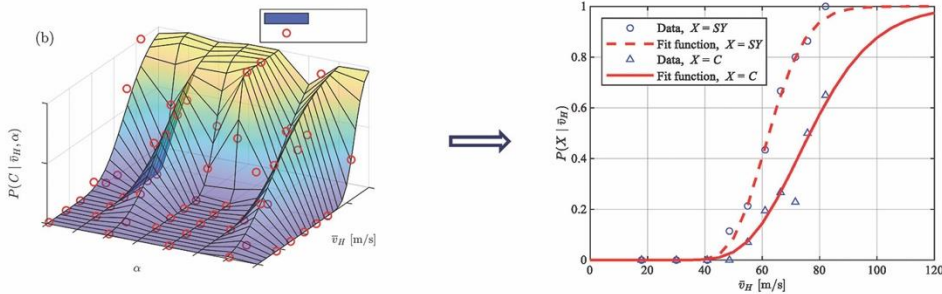 (b)
P(C | v̄_H, α)
α
v̄_H [m/s]
P(X | v̄_H)
1
0.8
0.6
0.4
0.2
0
Data, X = SY
Fit function, X = SY
Data, X = C
Fit function, X = C
0 20 40 60 80 100 120
v̄_H [m/s]